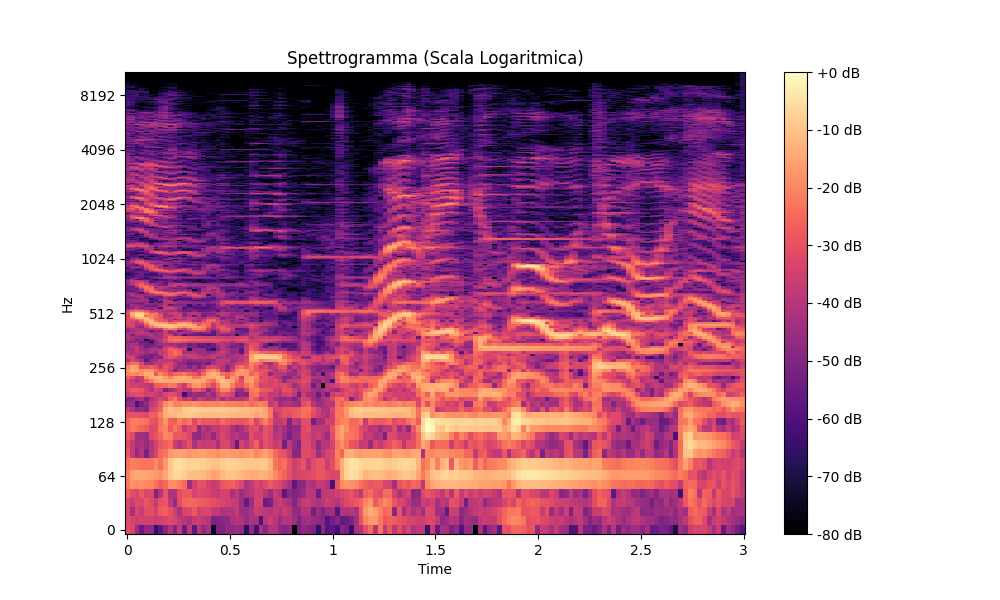 Spettrogramma (Scala Logaritmica)
8192
4096
2048
1024
512
256
128
64
0
Hz
0
0.5
1
1.5
2
2.5
3
Time
+0 dB
-10 dB
-20 dB
-30 dB
-40 dB
-50 dB
-60 dB
-70 dB
-80 dB